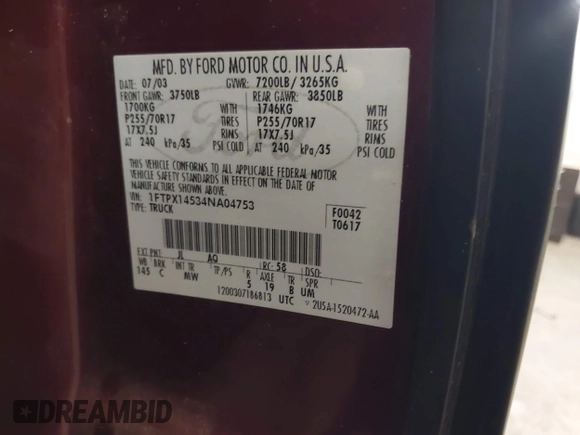 MFD. BY FORD MOTOR CO. IN U.S.A.
DATE: 07/03 GVWR: 7200LB/ 3265KG
FRONT GAWR: 3750LB REAR GAWR: 3850LB
1700KG WITH 1746KG WITH
P255/70R17 TIRES P255/70R17 TIRES
17X7.5J RIMS 17X7.5J RIMS
AT 240 kPa/35 PSI COLD AT 240 kPa/35 PSI COLD
Ford
THIS VEHICLE CONFORMS TO ALL APPLICABLE FEDERAL MOTOR
VEHICLE SAFETY STANDARDS IN EFFECT ON THE DATE OF
MANUFACTURE SHOWN ABOVE.
VIN: 1FTPX14534NA04753
TYPE: TRUCK
F0042
T0617
EXT PNT: JL AQ RC: 58 DSO:
WB BRK INT TR TP/PS R AXLE TR SPR
145 C MW 5 19 B UM
1200307186813 UTC
2U5A-1520472-AA
DREAMBID